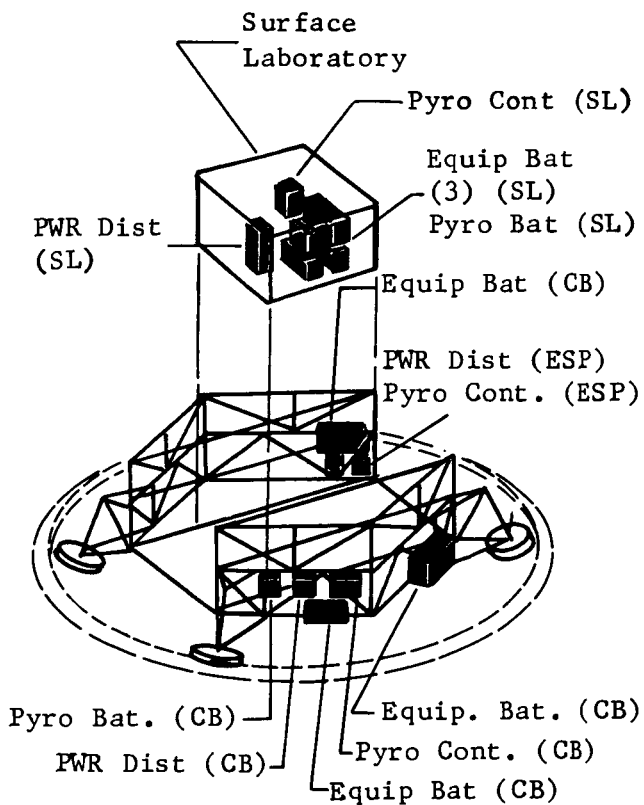 Surface
Laboratory
Pyro Cont (SL)
Equip Bat
(3) (SL)
Pyro Bat (SL)
PWR Dist
(SL)
Equip Bat (CB)
PWR Dist (ESP)
Pyro Cont. (ESP)
Pyro Bat. (CB)
Equip. Bat. (CB)
PWR Dist (CB)
Pyro Cont. (CB)
Equip Bat (CB)